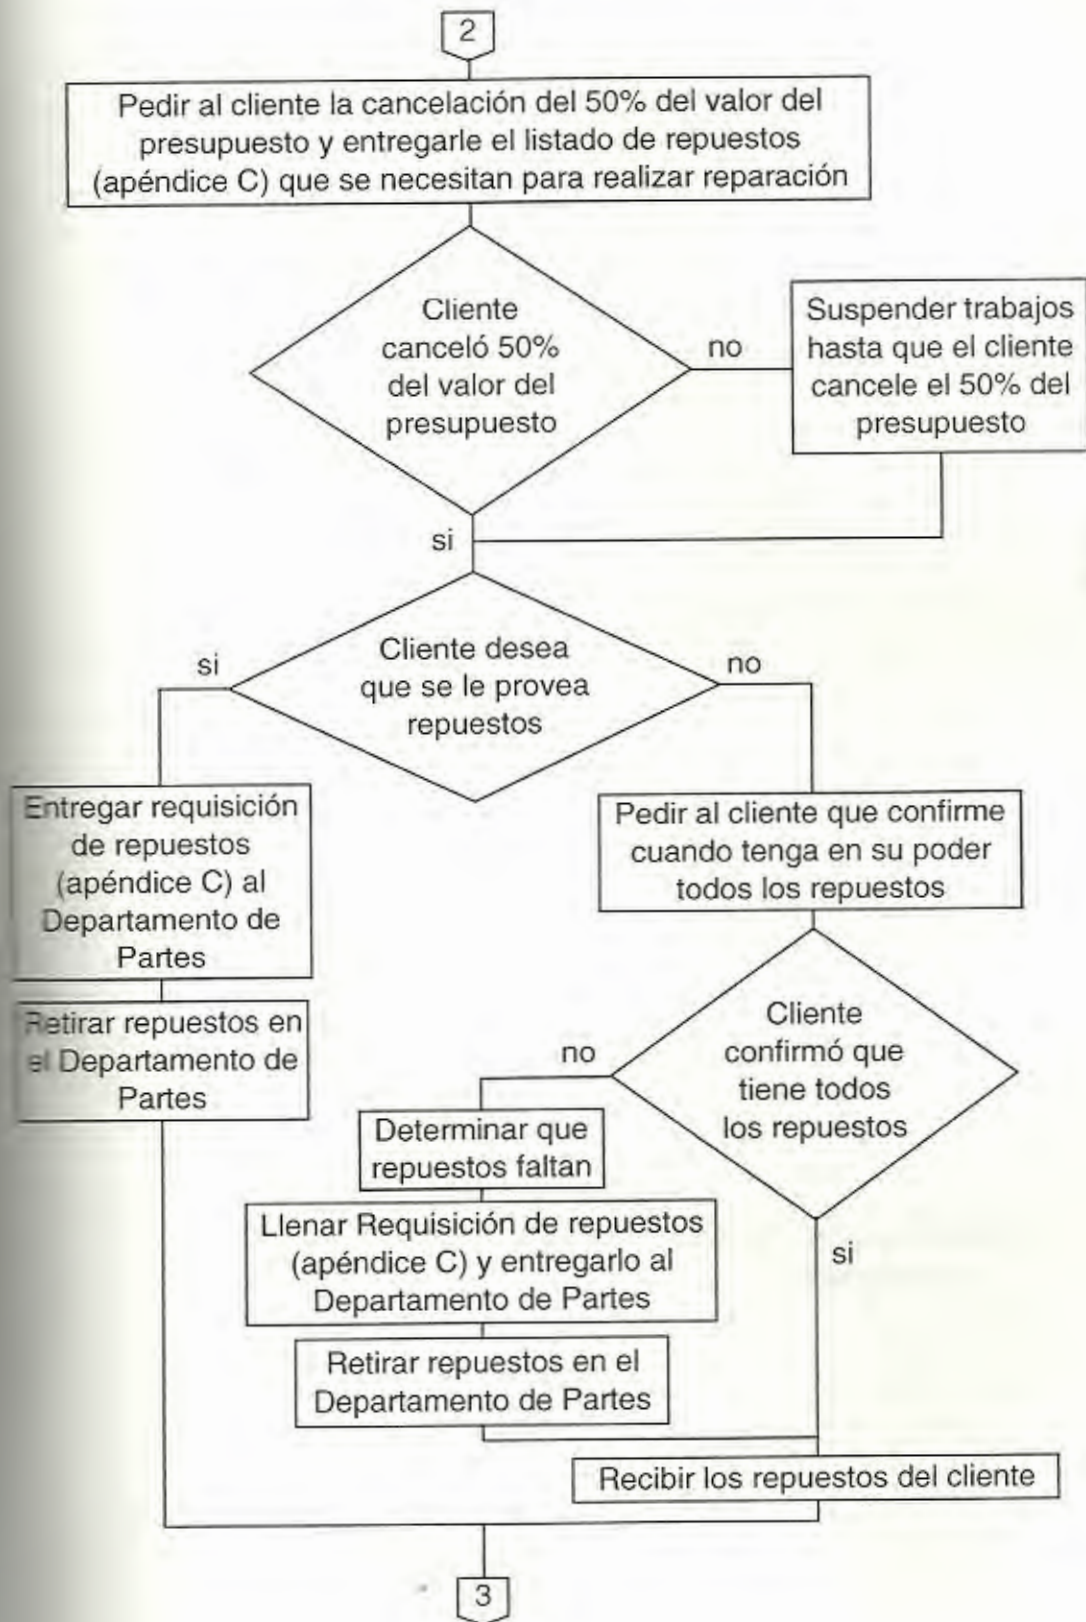 2
Pedir al cliente la cancelación del 50% del valor del
presupuesto y entregarle el listado de repuestos
(apéndice C) que se necesitan para realizar reparación
Cliente
canceló 50%
del valor del
presupuesto
no
Suspender trabajos
hasta que el cliente
cancele el 50% del
presupuesto
si
Cliente desea
que se le provea
repuestos
si
no
Entregar requisición
de repuestos
(apéndice C) al
Departamento de
Partes
Retirar repuestos en
el Departamento de
Partes
Pedir al cliente que confirme
cuando tenga en su poder
todos los repuestos
Cliente
confirmó que
tiene todos
los repuestos
no
si
Determinar que
repuestos faltan
Llenar Requisición de repuestos
(apéndice C) y entregarlo al
Departamento de Partes
Retirar repuestos en el
Departamento de Partes
Recibir los repuestos del cliente
3